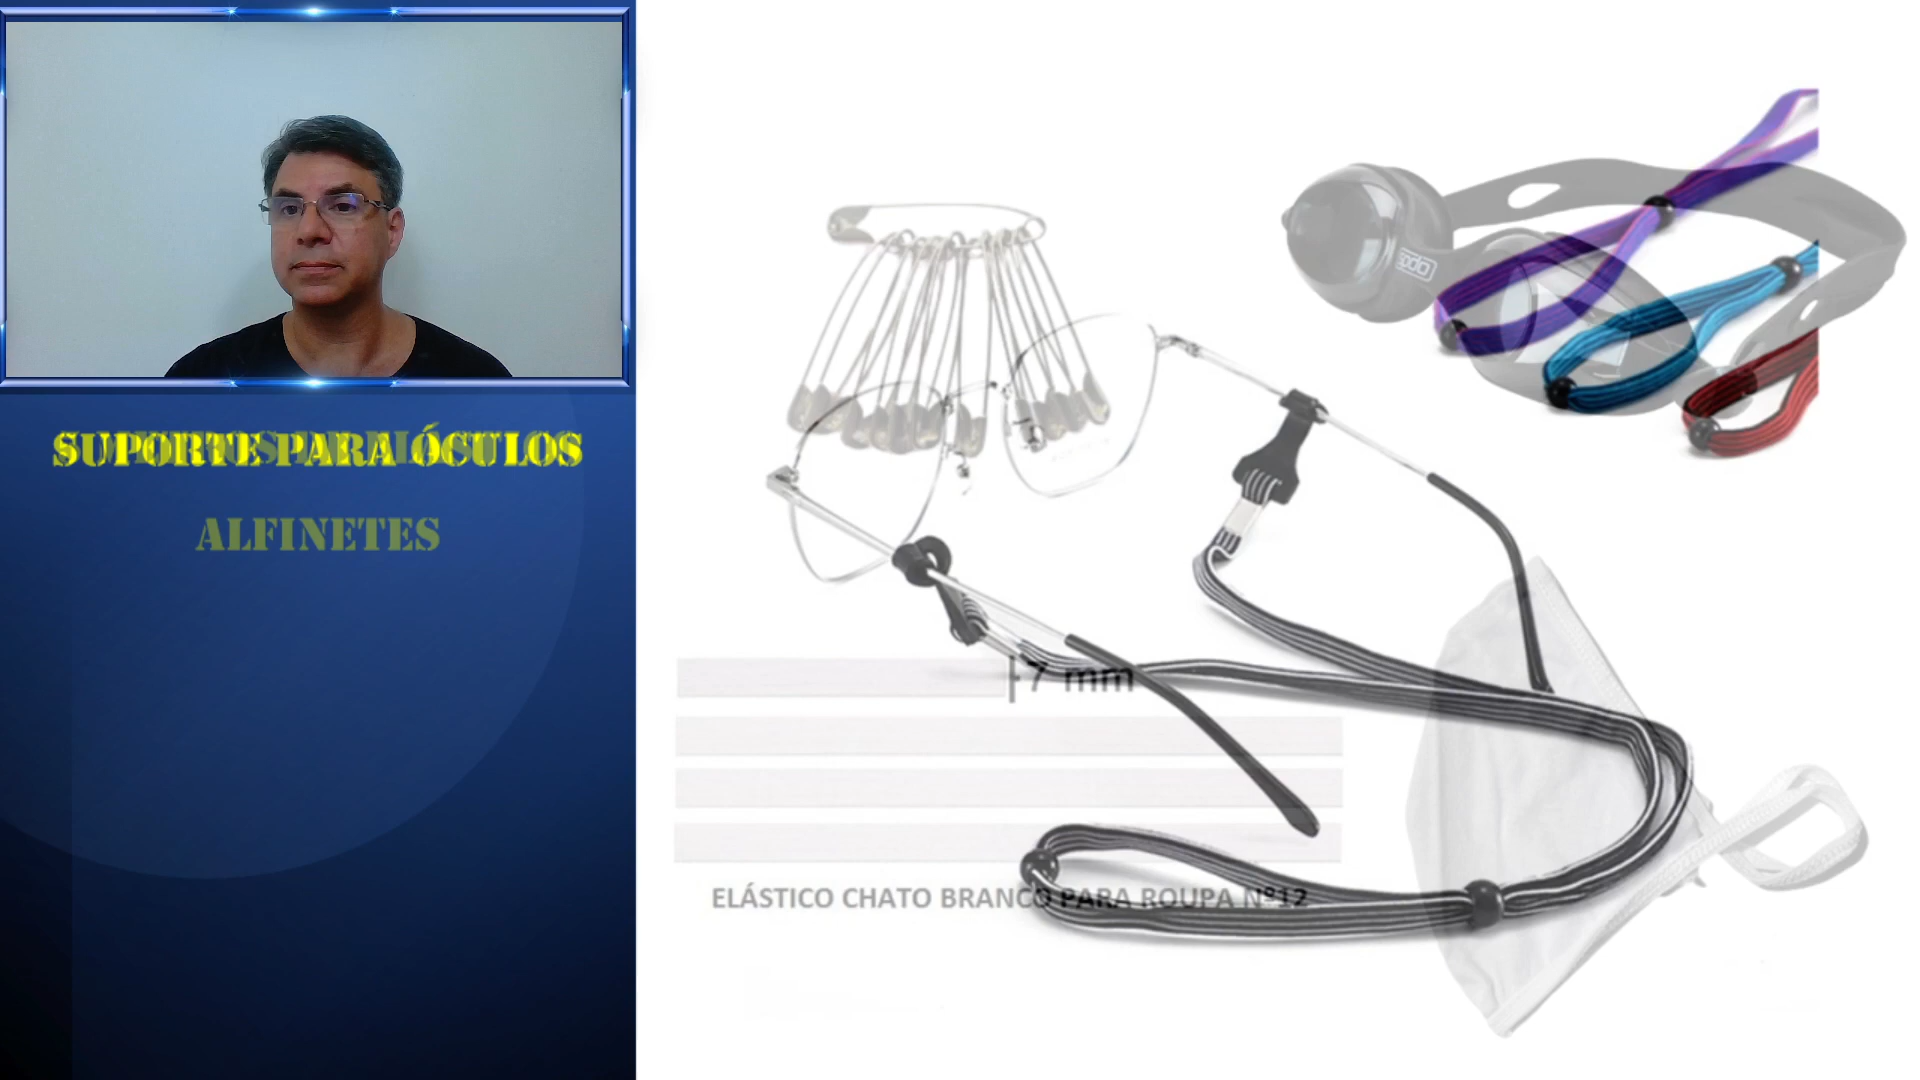 SUPORTE PARA ÓCULOS
ALFINETES
7 mm
ELÁSTICO CHATO BRANCO PARA ROUPA Nº12